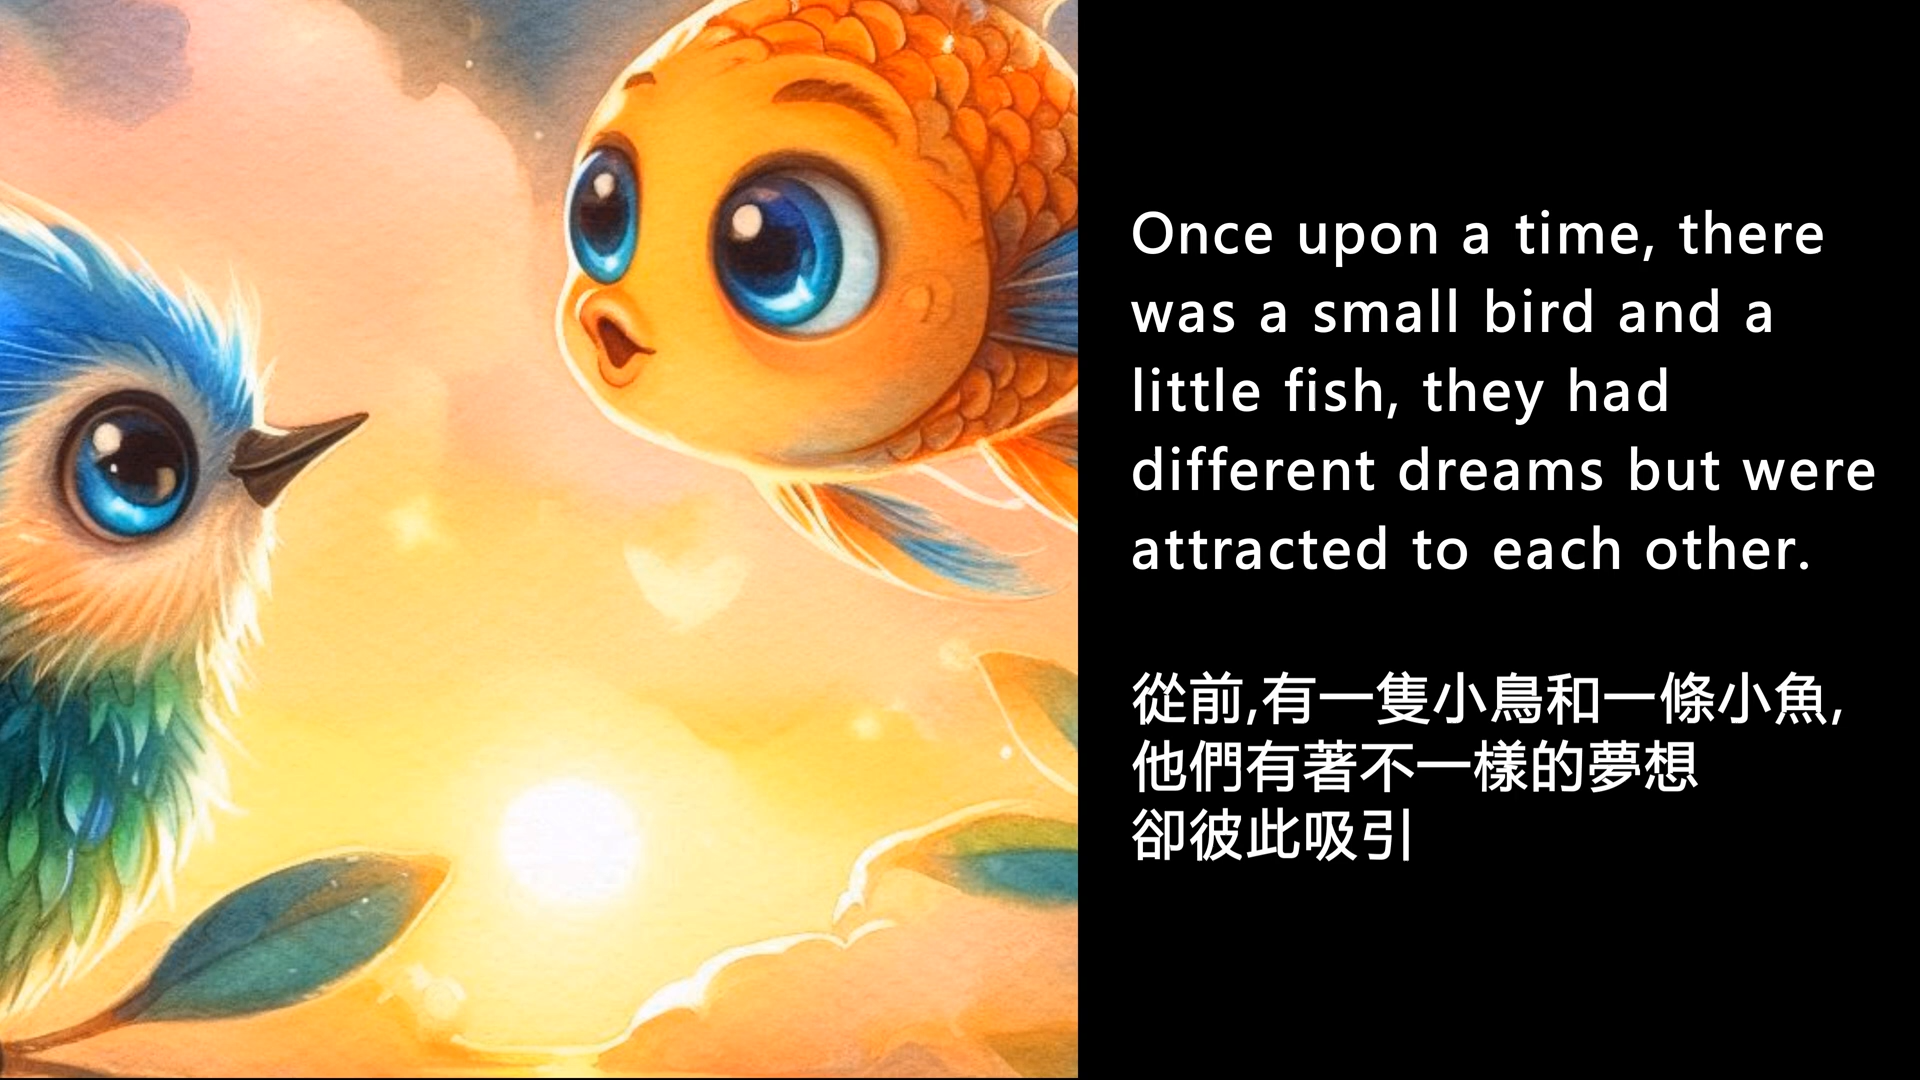 Once upon a time, there
was a small bird and a
little fish, they had
different dreams but were
attracted to each other.
從前,有一隻小鳥和一條小魚,
他們有著不一樣的夢想
卻彼此吸引